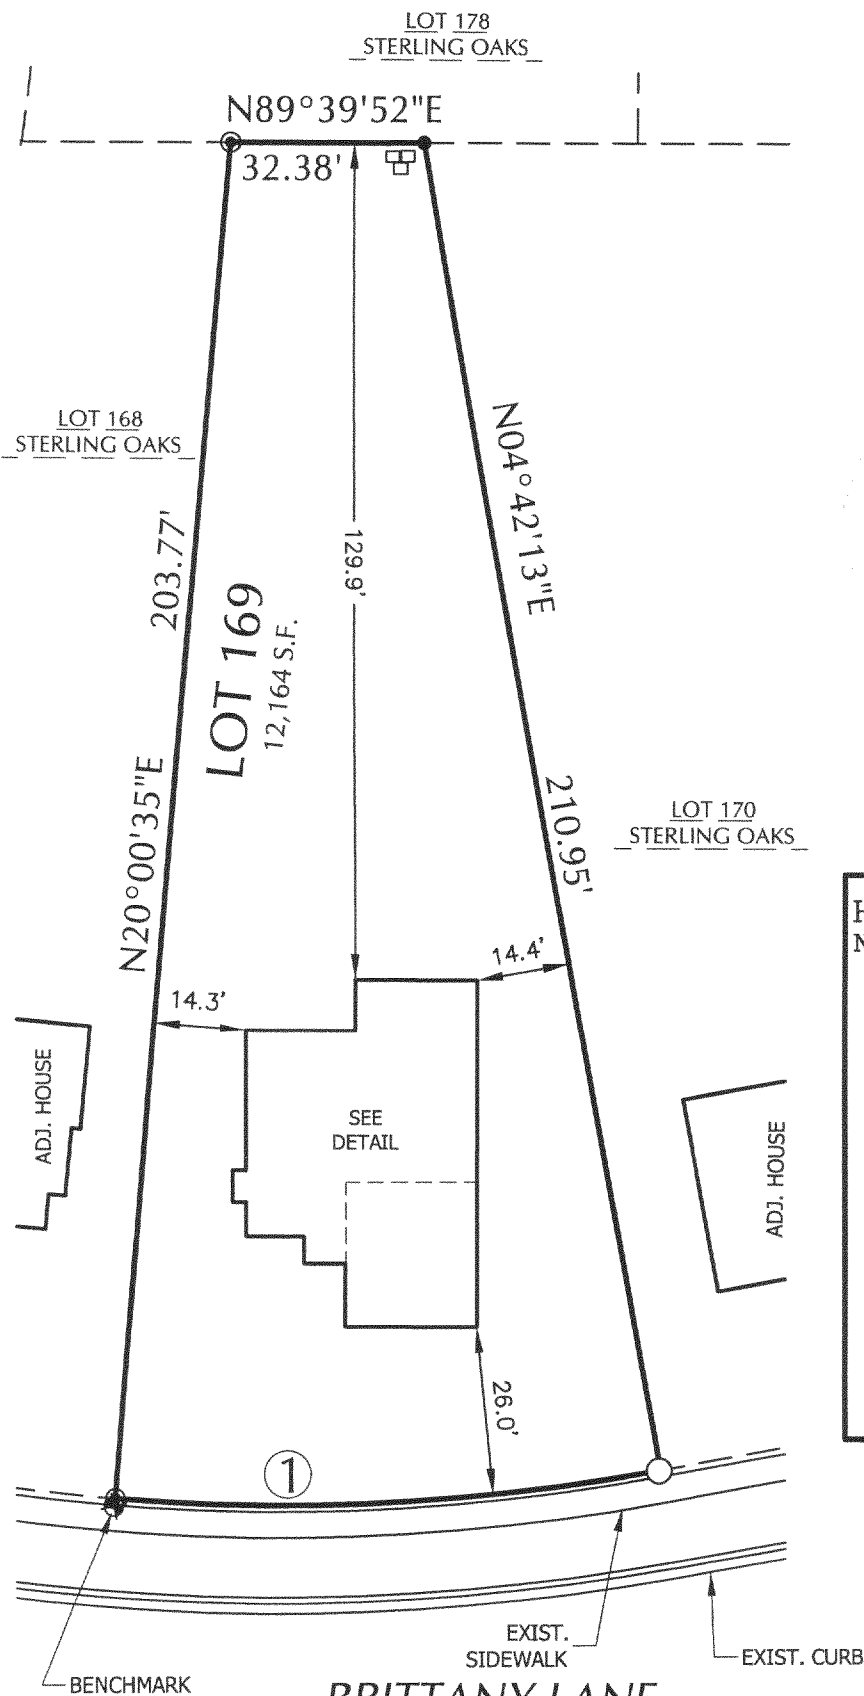 LOT 178
STERLING OAKS
N89°39'52"E
32.38'
LOT 168
STERLING OAKS
N04°42'13"E
203.77'
129.9'
LOT 169
12,164 S.F.
N20°00'35"E
210.95'
LOT 170
STERLING OAKS
14.4'
14.3'
ADJ. HOUSE
SEE
DETAIL
ADJ. HOUSE
26.0'
1
EXIST.
SIDEWALK
EXIST. CURB
BENCHMARK
BRITTANY LANE